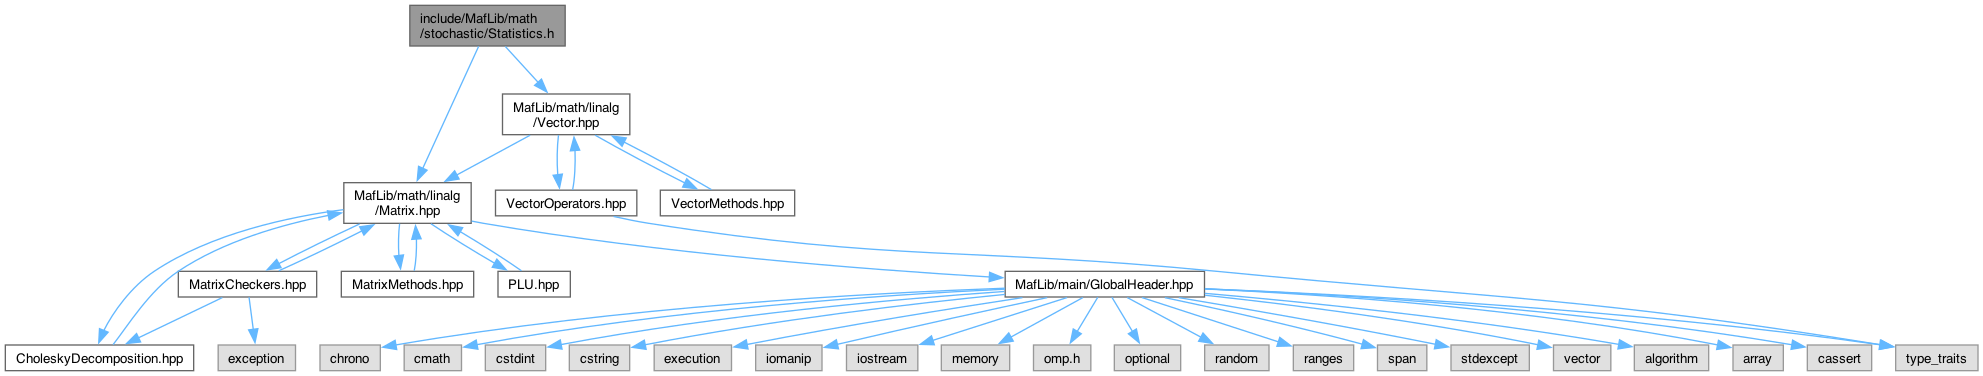 include/MafLib/math
/stochastic/Statistics.h
MafLib/math/linalg
/Vector.hpp
MafLib/math/linalg
/Matrix.hpp
VectorOperators.hpp
VectorMethods.hpp
MatrixCheckers.hpp
MatrixMethods.hpp
PLU.hpp
MafLib/main/GlobalHeader.hpp
CholeskyDecomposition.hpp
exception
chrono
cmath
cstdint
cstring
execution
iomanip
iostream
memory
omp.h
optional
random
ranges
span
stdexcept
vector
algorithm
array
cassert
type_traits